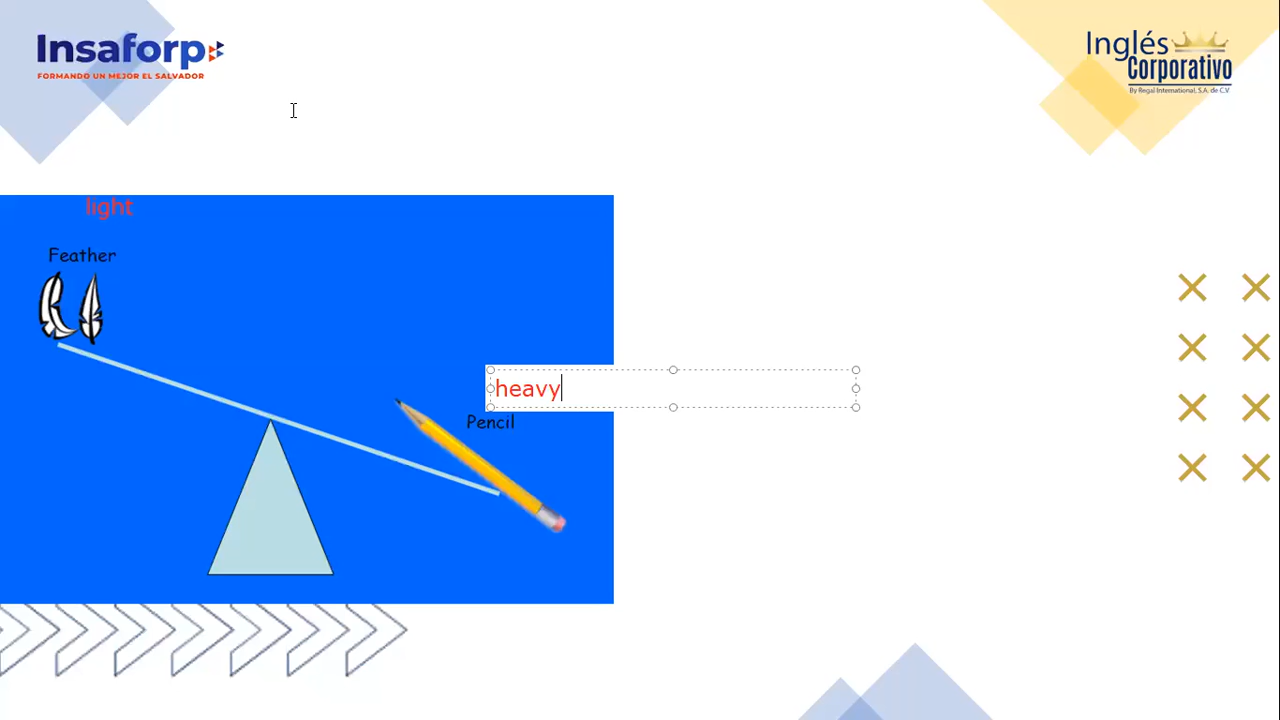 Insaforp
FORMANDO UN MEJOR EL SALVADOR
Inglés
Corporativo
By Regal International, S.A. de C.V
light
Feather
heavy
Pencil